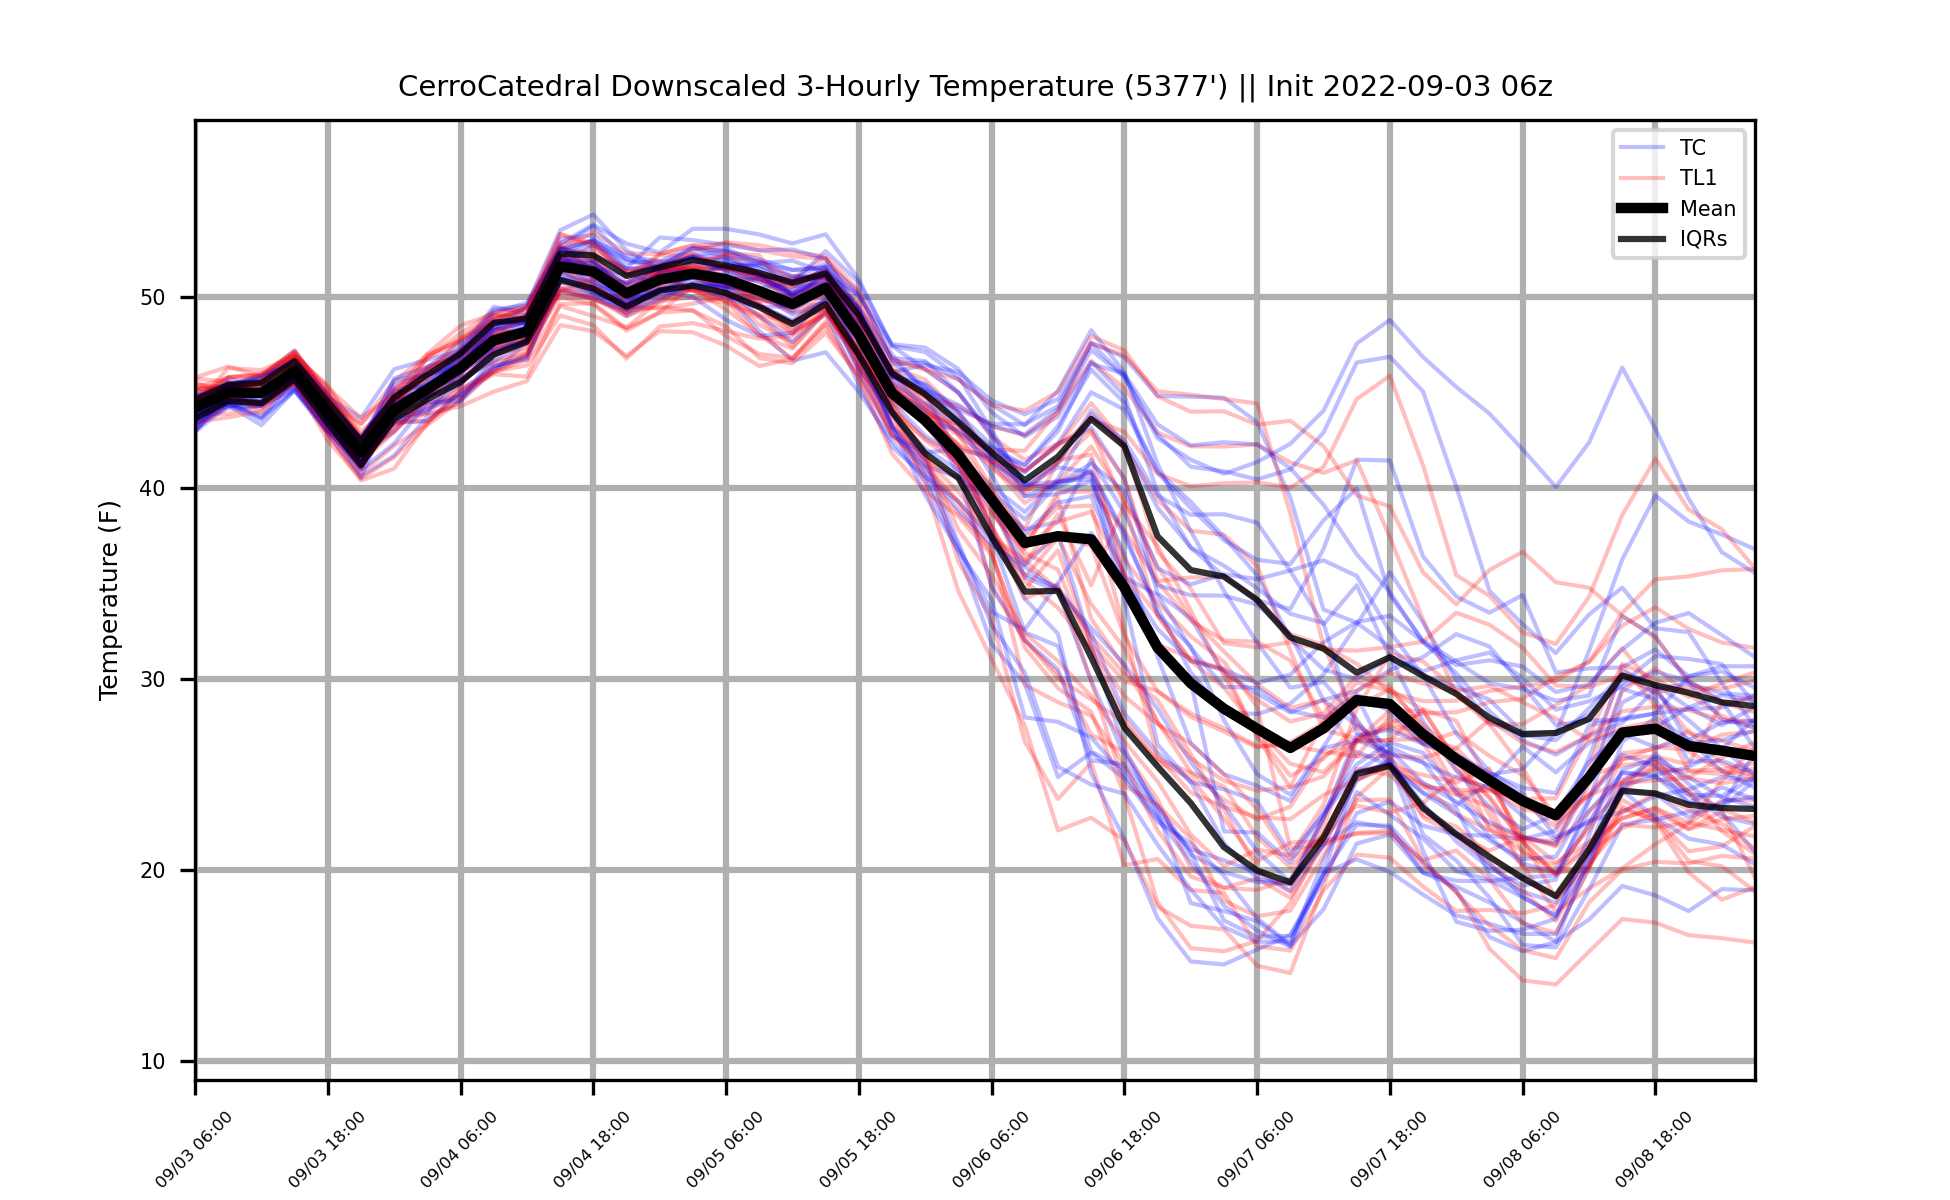 CerroCatedral Downscaled 3-Hourly Temperature (5377') || Init 2022-09-03 06z
TC
TL1
Mean
IQRs
Temperature (F)
50
40
30
20
10
09/03 06:00
09/03 18:00
09/04 06:00
09/04 18:00
09/05 06:00
09/05 18:00
09/06 06:00
09/06 18:00
09/07 06:00
09/07 18:00
09/08 06:00
09/08 18:00